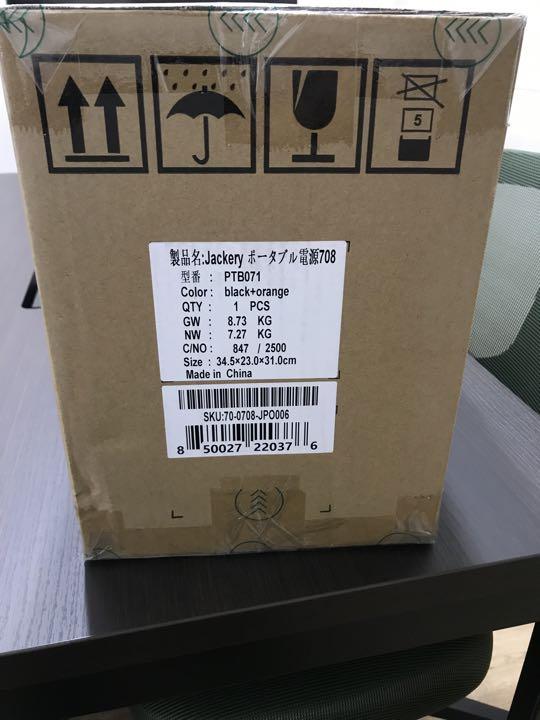 5
製品名:Jackery ポータブル電源708
型番 : PTB071
Color : black+orange
QTY : 1 PCS
GW : 8.73 KG
NW : 7.27 KG
C/NO : 847 / 2500
Size : 34.5×23.0×31.0cm
Made in China
SKU:70-0708-JPO006
8 50027 22037 6